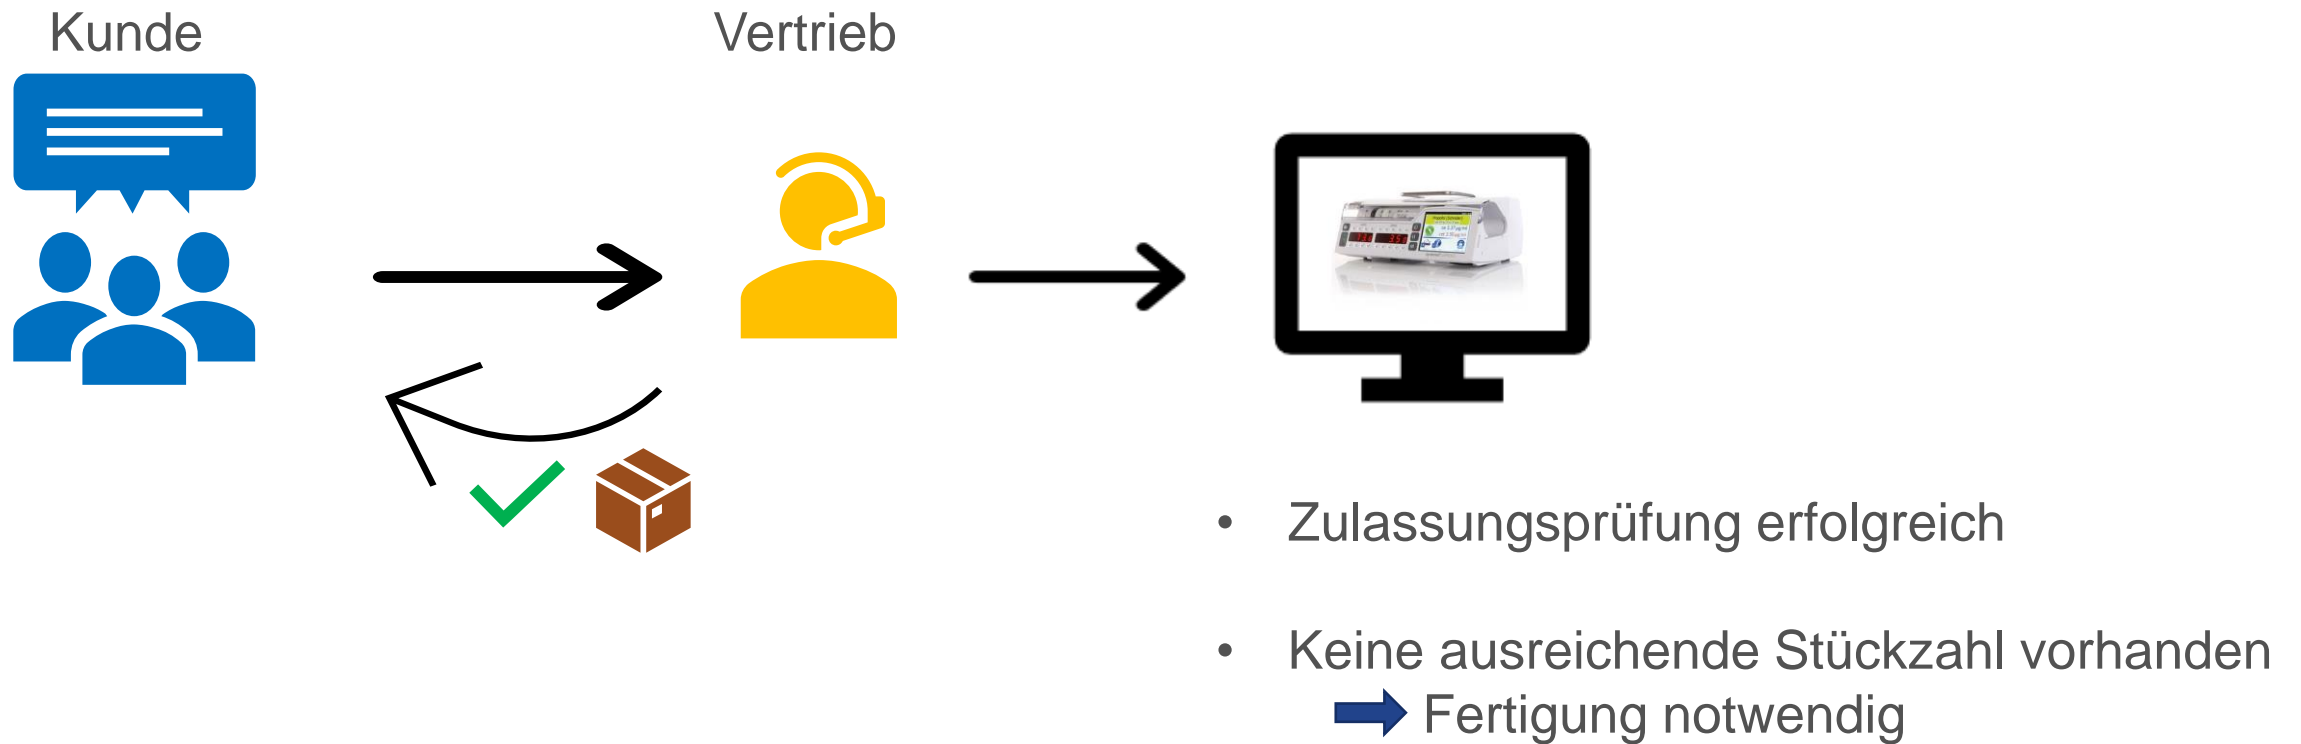 Kunde
Vertrieb
• Zulassungsprüfung erfolgreich
• Keine ausreichende Stückzahl vorhanden
Fertigung notwendig